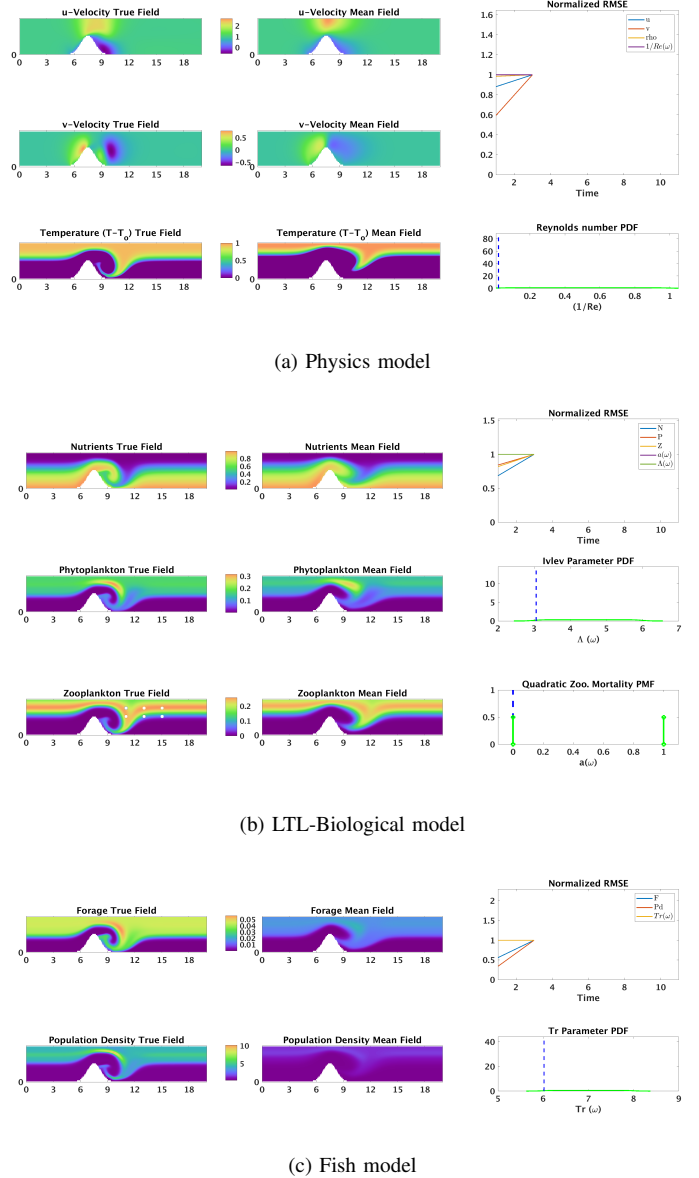 u-Velocity True Field
u-Velocity Mean Field
Normalized RMSE
0
0 3 6 9 12 15 18
2
1
0
0
0 3 6 9 12 15 18
1.6
1.4
1.2
1
0.8
0.6
0.4
0.2
0
u
v
rho
1/Re(ω)
2 4 6 8 10
Time
v-Velocity True Field
v-Velocity Mean Field
0
0 3 6 9 12 15 18
0.5
0
−0.5
0
0 3 6 9 12 15 18
Temperature (T−To) True Field
Temperature (T−To) Mean Field
Reynolds number PDF
0
0 3 6 9 12 15 18
1
0.5
0
0
0 3 6 9 12 15 18
80
60
40
20
0
0.2 0.4 0.6 0.8 1
(1/Re)
(a) Physics model
Nutrients True Field
Nutrients Mean Field
Normalized RMSE
0
0 3 6 9 12 15 18
0.8
0.6
0.4
0.2
0
0 3 6 9 12 15 18
1.5
1
0.5
0
N
P
Z
a(ω)
Λ(ω)
2 4 6 8 10
Time
Phytoplankton True Field
Phytoplankton Mean Field
Ivlev Parameter PDF
0
0 3 6 9 12 15 18
0.3
0.2
0.1
0
0 3 6 9 12 15 18
10
5
0
2 3 4 5 6 7
Λ (ω)
Zooplankton True Field
Zooplankton Mean Field
Quadratic Zoo. Mortality PMF
0
0 3 6 9 12 15 18
0.2
0.1
0
0
0 3 6 9 12 15 18
1
0.5
0
0 0.2 0.4 0.6 0.8 1
a(ω)
(b) LTL-Biological model
Forage True Field
Forage Mean Field
Normalized RMSE
0
0 3 6 9 12 15 18
0.05
0.04
0.03
0.02
0.01
0
0 3 6 9 12 15 18
2
1.5
1
0.5
0
F
Pd
Tr(ω)
2 4 6 8 10
Time
Population Density True Field
Population Density Mean Field
Tr Parameter PDF
0
0 3 6 9 12 15 18
10
5
0
0 3 6 9 12 15 18
40
20
0
5 6 7 8 9
Tr (ω)
(c) Fish model